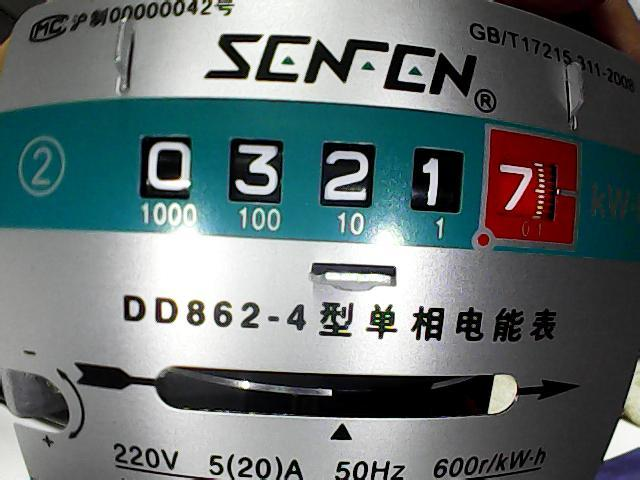 MC 沪制00000042号
GB/T17215.311-2008
SENTEN®
② 0 3 2 1 7 kW·h
1000 100 10 1 0.1
DD862-4型单相电能表
− +
220V 5(20)A 50Hz 600r/kW·h